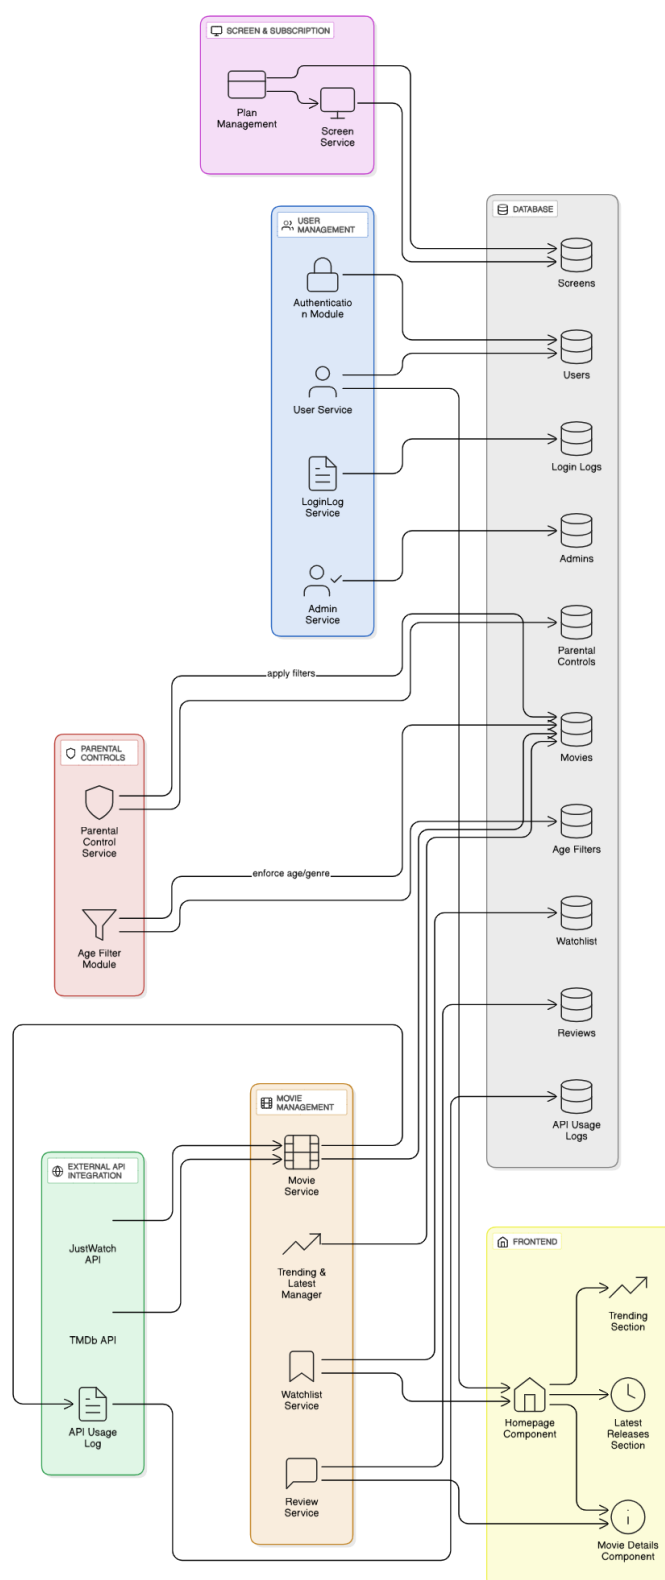 SCREEN & SUBSCRIPTION
Plan
Management
Screen
Service
USER
MANAGEMENT
Authenticatio
n Module
User Service
LoginLog
Service
Admin
Service
DATABASE
Screens
Users
Login Logs
Admins
Parental
Controls
Movies
Age Filters
Watchlist
Reviews
API Usage
Logs
apply filters
enforce age/genre
PARENTAL
CONTROLS
Parental
Control
Service
Age Filter
Module
MOVIE
MANAGEMENT
Movie
Service
Trending &
Latest
Manager
Watchlist
Service
Review
Service
EXTERNAL API
INTEGRATION
JustWatch
API
TMDb API
API Usage
Log
FRONTEND
Trending
Section
Homepage
Component
Latest
Releases
Section
Movie Details
Component